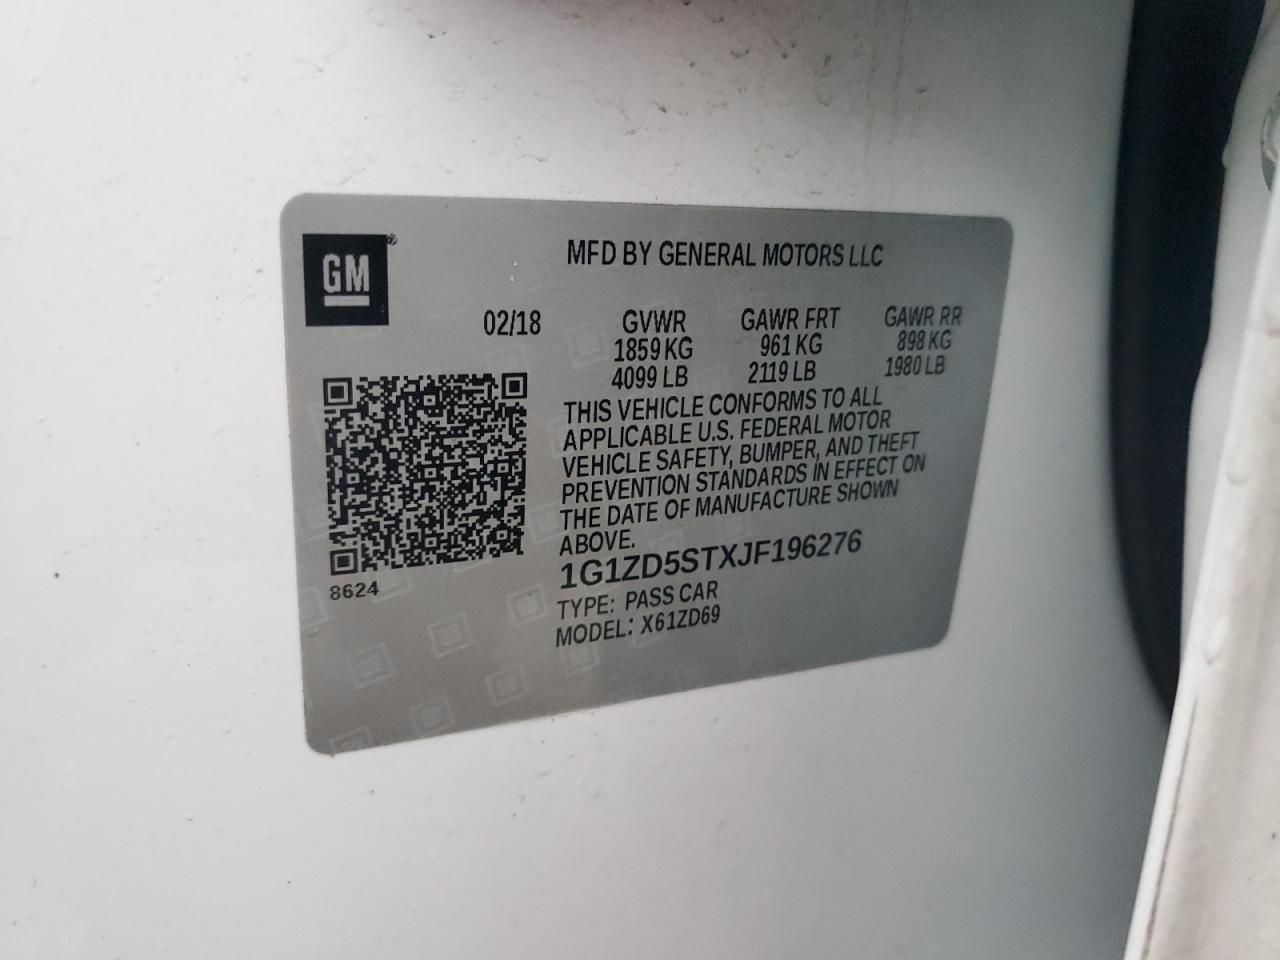 GM
MFD BY GENERAL MOTORS LLC
02/18 GVWR GAWR FRT GAWR RR
1859 KG 961 KG 898 KG
4099 LB 2119 LB 1980 LB
THIS VEHICLE CONFORMS TO ALL
APPLICABLE U.S. FEDERAL MOTOR
VEHICLE SAFETY, BUMPER, AND THEFT
PREVENTION STANDARDS IN EFFECT ON
THE DATE OF MANUFACTURE SHOWN
ABOVE.
1G1ZD5STXJF196276
TYPE: PASS CAR
MODEL: X61ZD69
8624